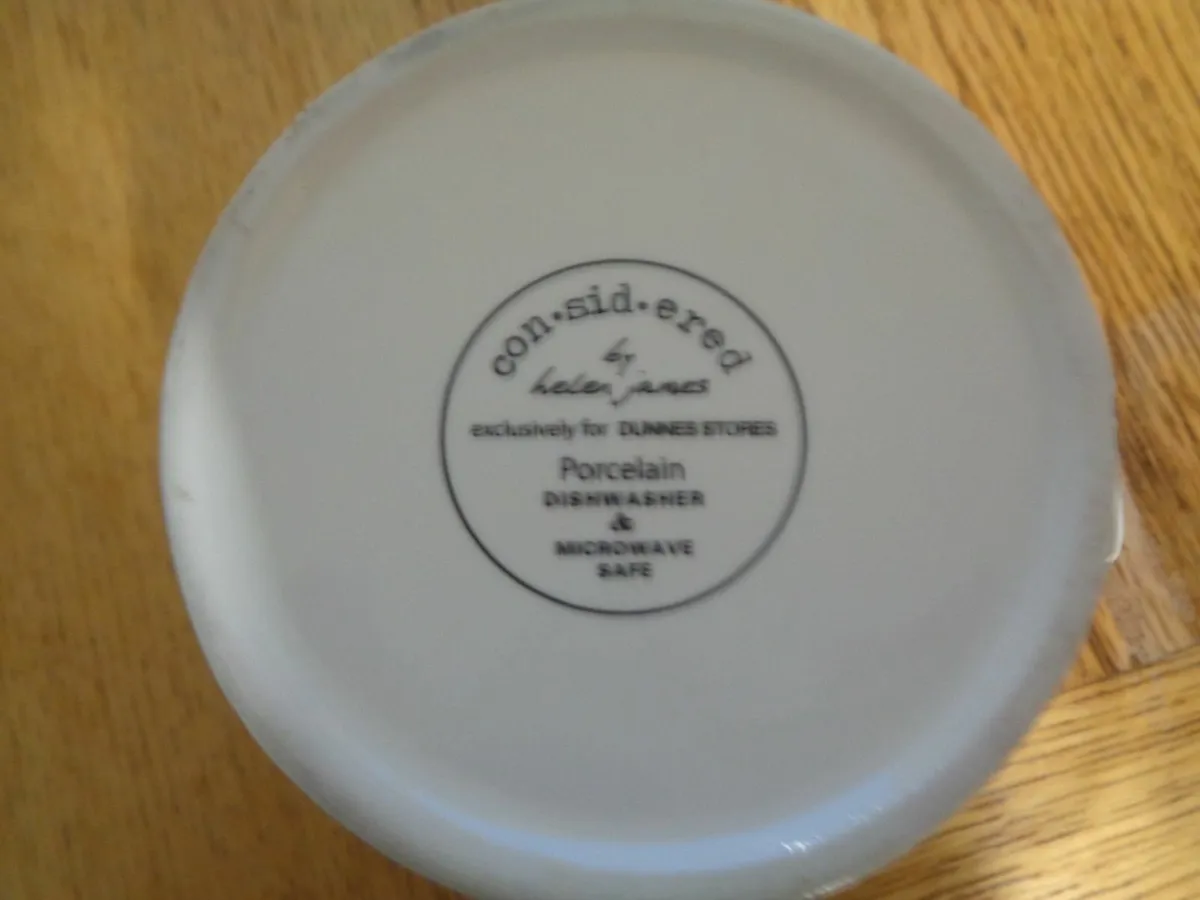 con•sid•ered
by
helen james
exclusively for DUNNES STORES
Porcelain
DISHWASHER
&
MICROWAVE
SAFE